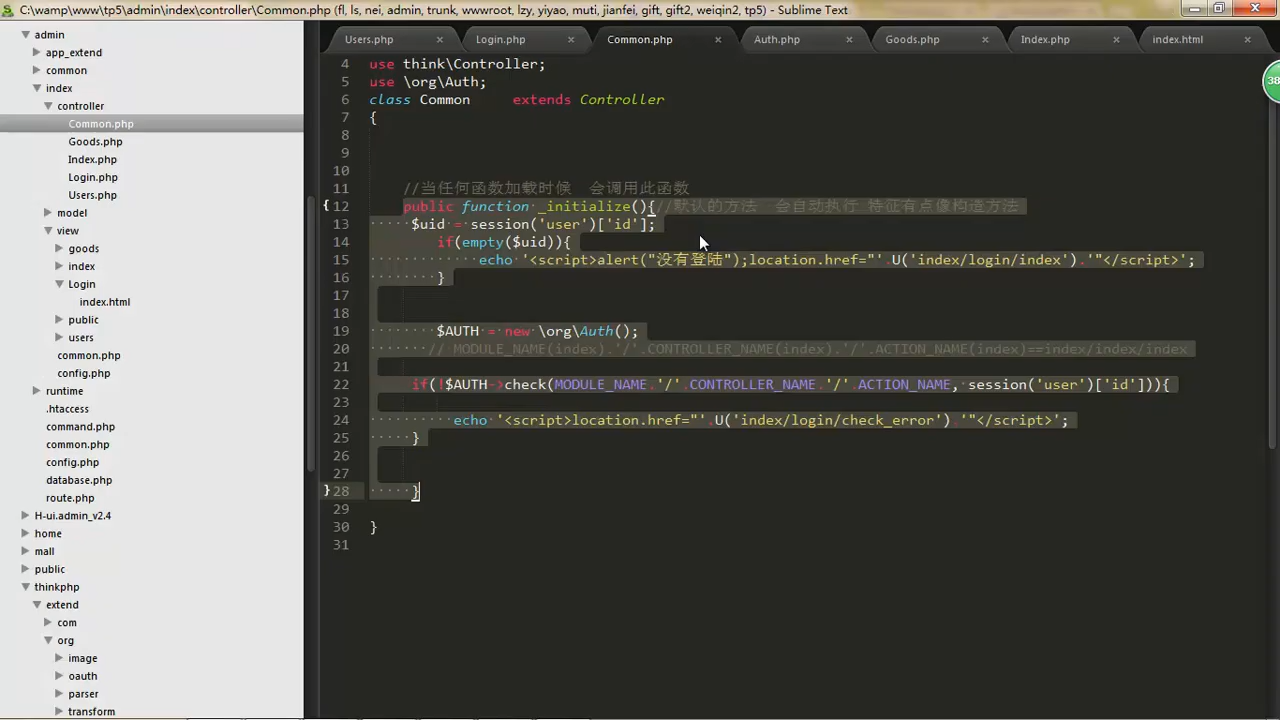 C:\wamp\www\tp5\admin\index\controller\Common.php (fl, ls, nei, admin, trunk, wwwroot, lzy, yiyao, muti, jianfei, gift, gift2, weiqin2, tp5) - Sublime Text
admin
app_extend
common
index
controller
Common.php
Goods.php
Index.php
Login.php
Users.php
model
view
goods
index
Login
index.html
public
users
common.php
config.php
runtime
.htaccess
command.php
common.php
config.php
database.php
route.php
H-ui.admin_v2.4
home
mall
public
thinkphp
extend
com
org
image
oauth
parser
transform
Users.php × Login.php × Common.php × Auth.php × Goods.php × Index.php × index.html ×
38
4 use think\Controller;
5 use \org\Auth;
6 class Common extends Controller
7 {
8
9
10
11 //当任何函数加载时候 会调用此函数
12 public function _initialize(){//默认的方法 会自动执行 特征有点像构造方法
13 $uid = session('user')['id'];
14 if(empty($uid)){
15 echo '<script>alert("没有登陆");location.href="'.U('index/login/index').'"</script>';
16 }
17
18
19 $AUTH = new \org\Auth();
20 // MODULE_NAME(index).'/'.CONTROLLER_NAME(index).'/'.ACTION_NAME(index)==index/index/index
21
22 if(!$AUTH->check(MODULE_NAME.'/'.CONTROLLER_NAME.'/'.ACTION_NAME, session('user')['id'])){
23
24 echo '<script>location.href="'.U('index/login/check_error').'"</script>';
25 }
26
27
28 }
29
30 }
31